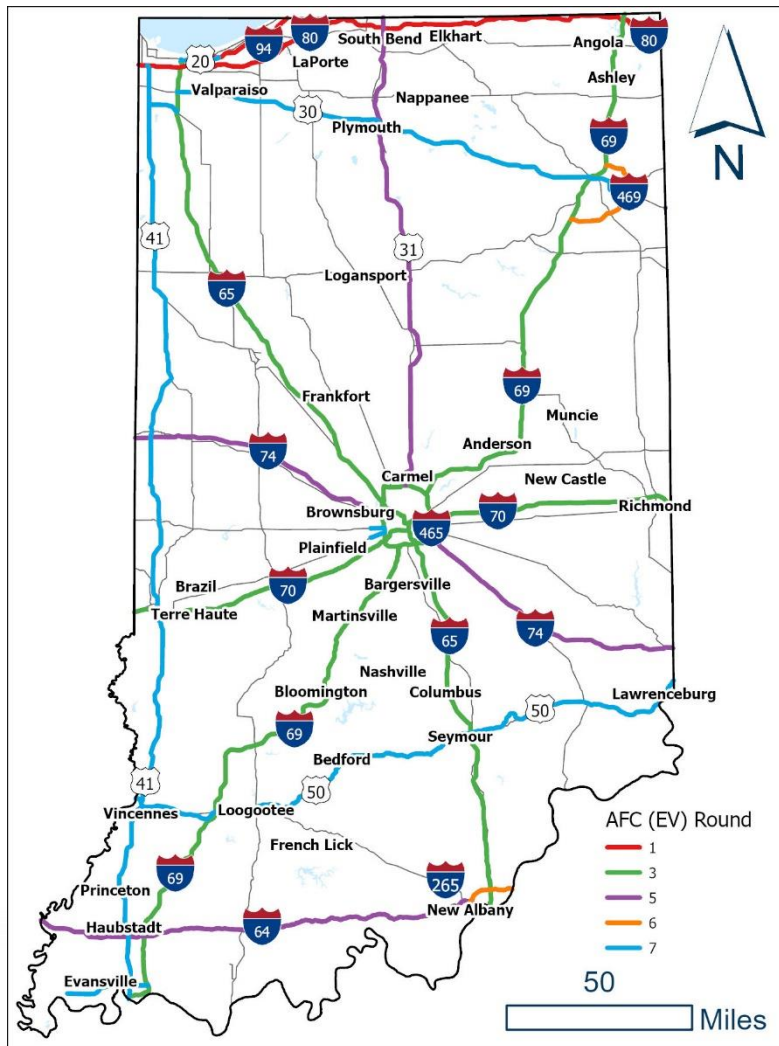 80
94
80
South Bend
Elkhart
Angola
20
LaPorte
Ashley
Valparaiso
30
Nappanee
Plymouth
69
N
469
41
31
65
Logansport
69
Frankfort
Muncie
74
Anderson
Carmel
New Castle
Brownsburg
70
Richmond
465
Plainfield
Bargersville
Brazil
70
Terre Haute
Martinsville
65
74
Nashville
Bloomington
Columbus
Lawrenceburg
69
50
Seymour
Bedford
41
50
Vincennes
Loogootee
French Lick
AFC (EV) Round
1
3
5
6
7
69
265
Princeton
New Albany
Haubstadt
64
Evansville
50
Miles